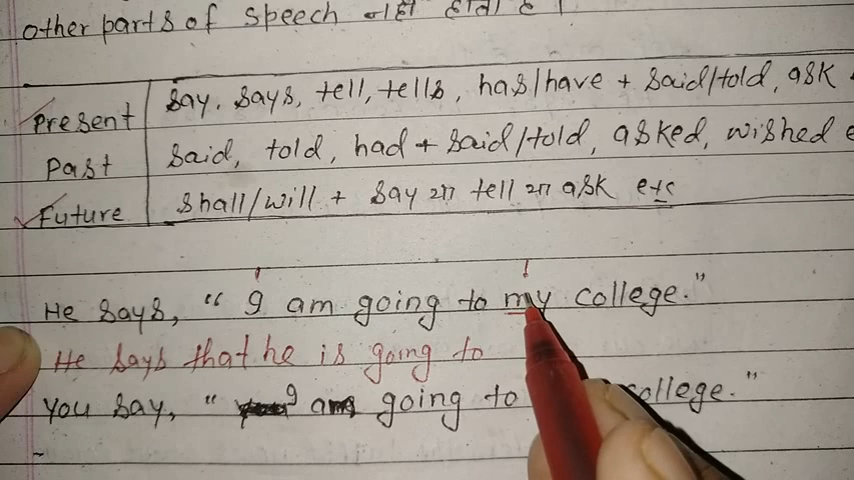 other parts of speech नहीं होता है।
Present say, says, tell, tells, has/have + said/told, ask
Past said, told, had + said/told, asked, wished e
Future shall/will + say या tell या ask etc
He says, “I am going to my college.”
He says that he is going to
You say, “I am going to college.”